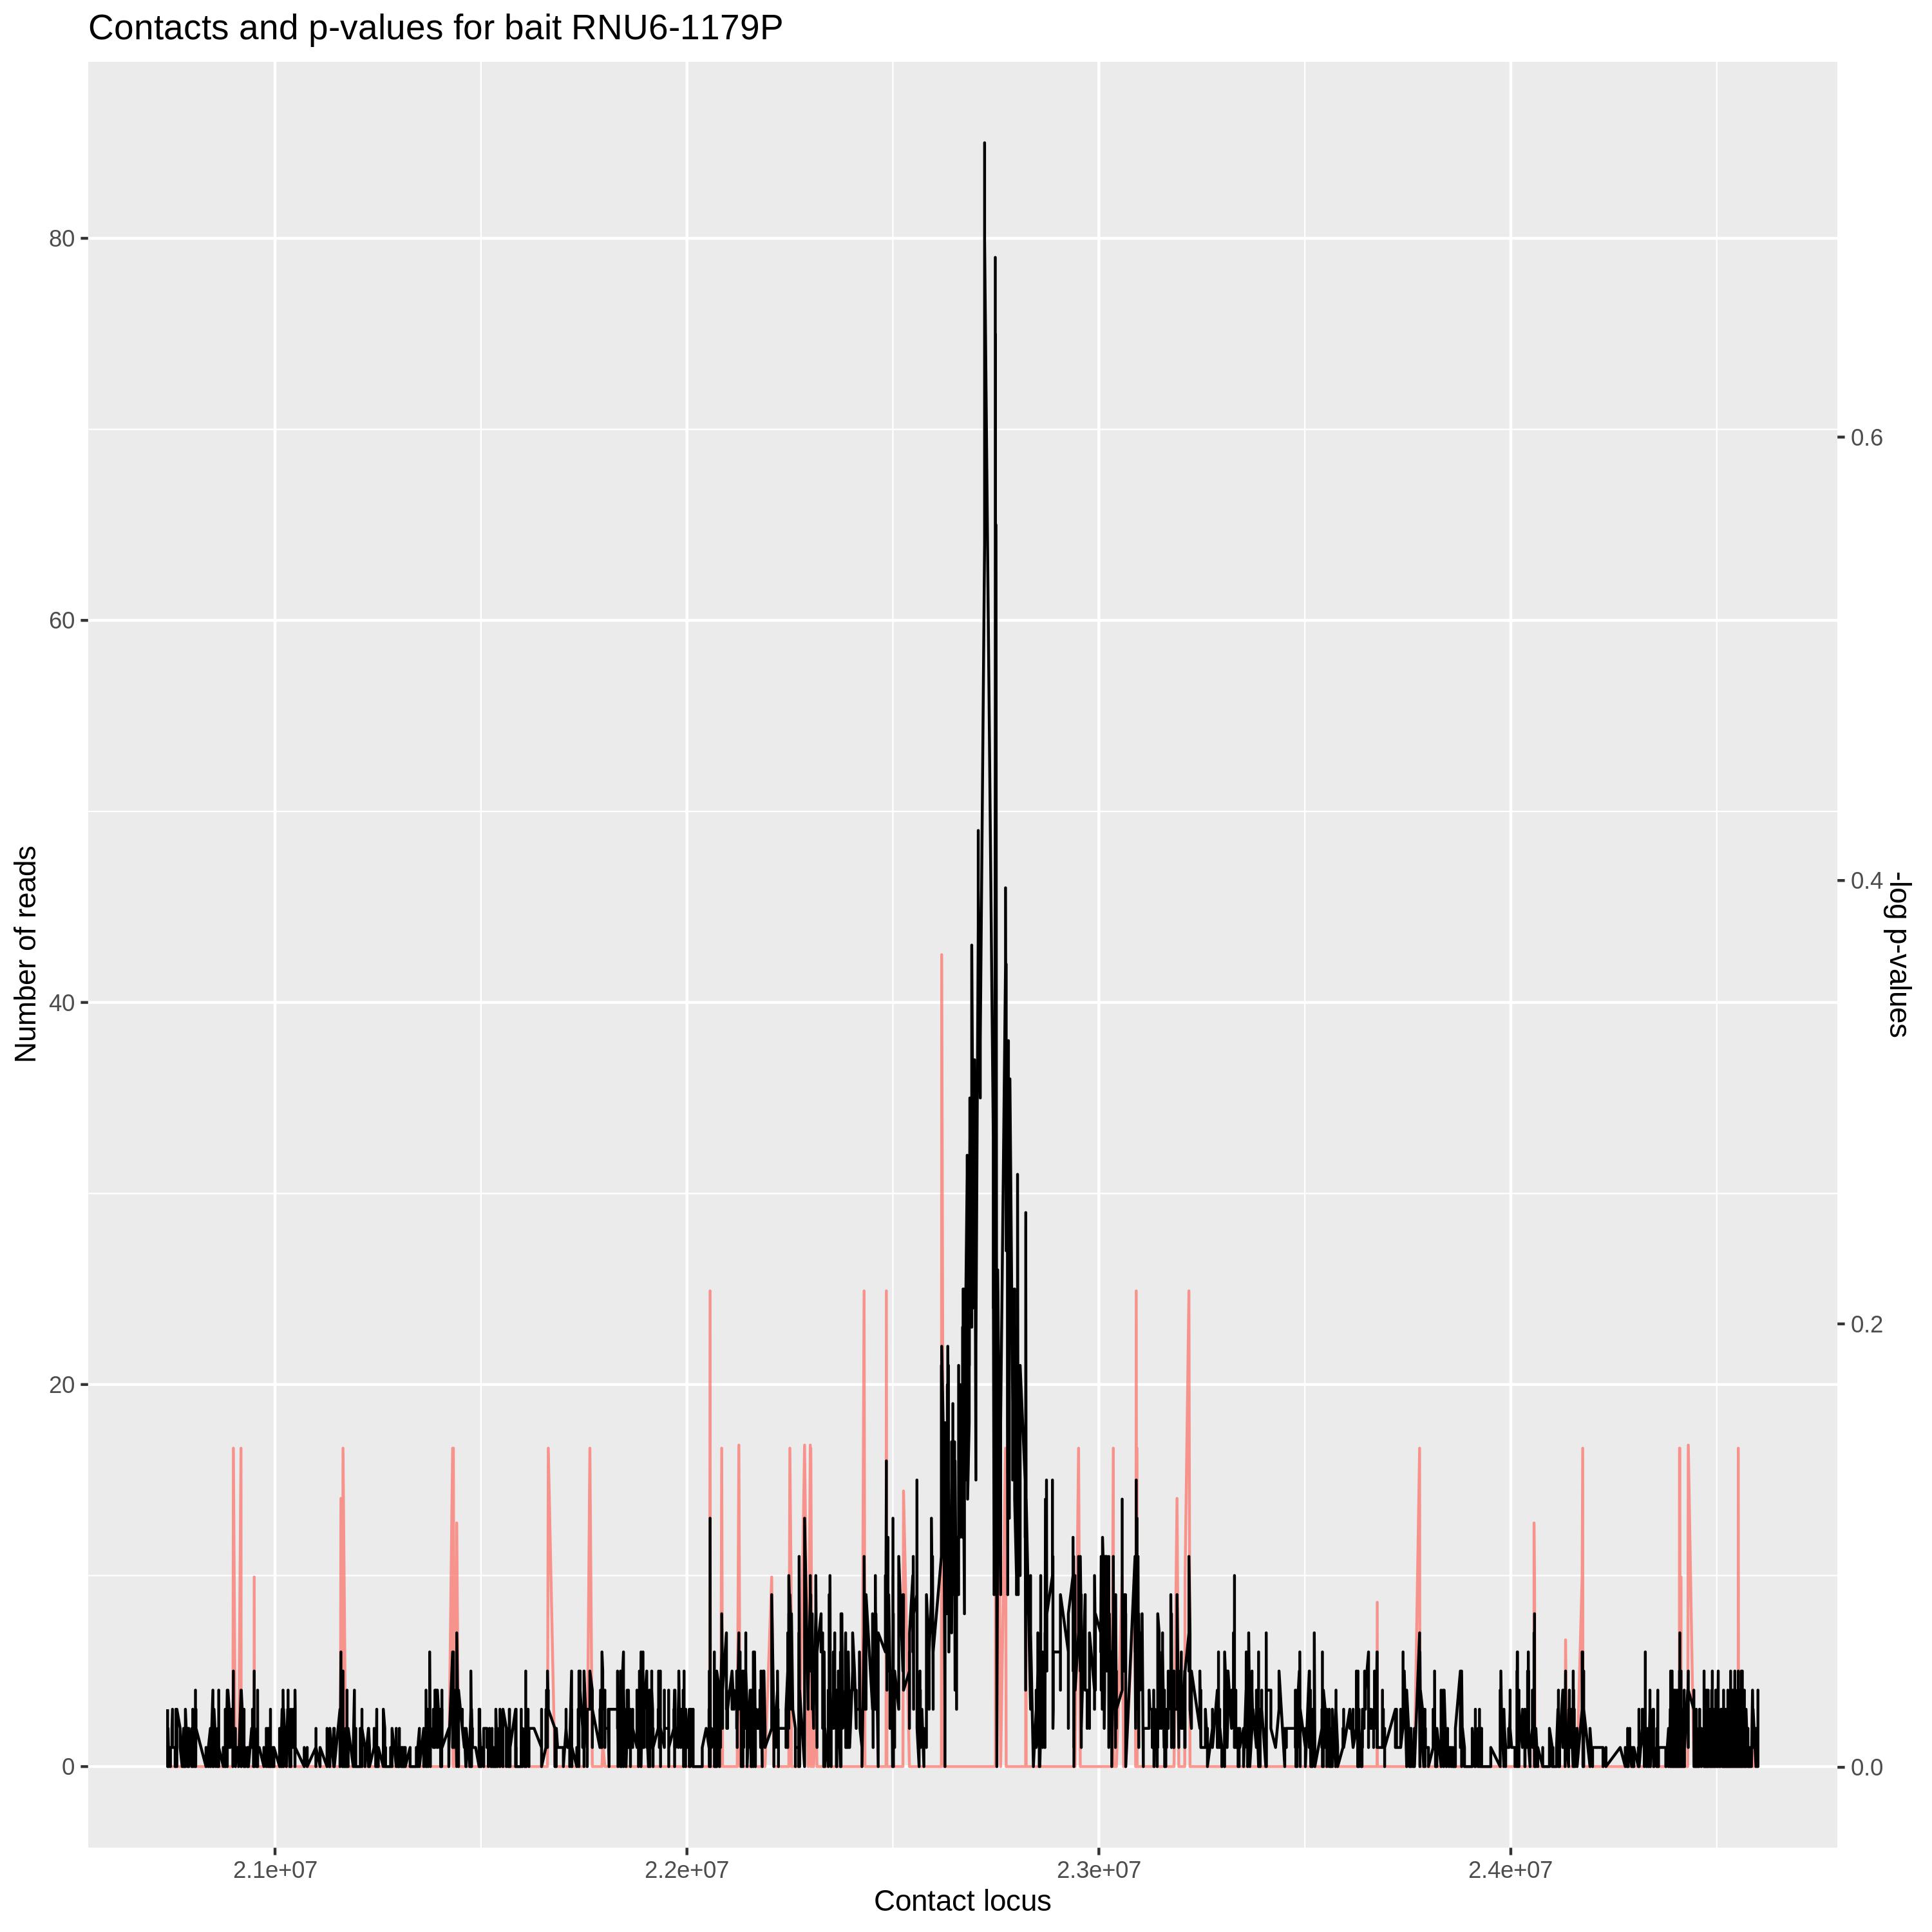 Contacts and p-values for bait RNU6-1179P
80
60
40
20
0
Number of reads
0.6
0.4
0.2
0.0
-log p-values
2.1e+07
2.2e+07
2.3e+07
2.4e+07
Contact locus